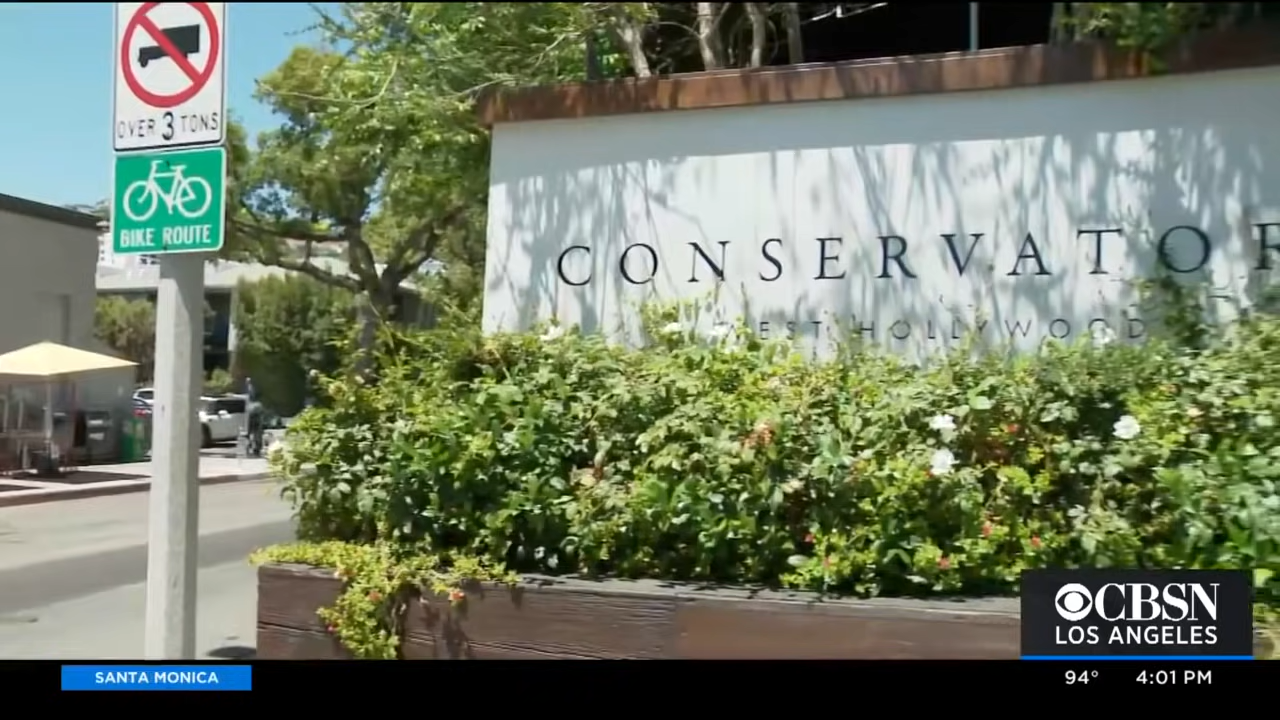 OVER 3 TONS
BIKE ROUTE
CONSERVATOR
WEST HOLLYWOOD
CBSN
LOS ANGELES
SANTA MONICA
94° 4:01 PM